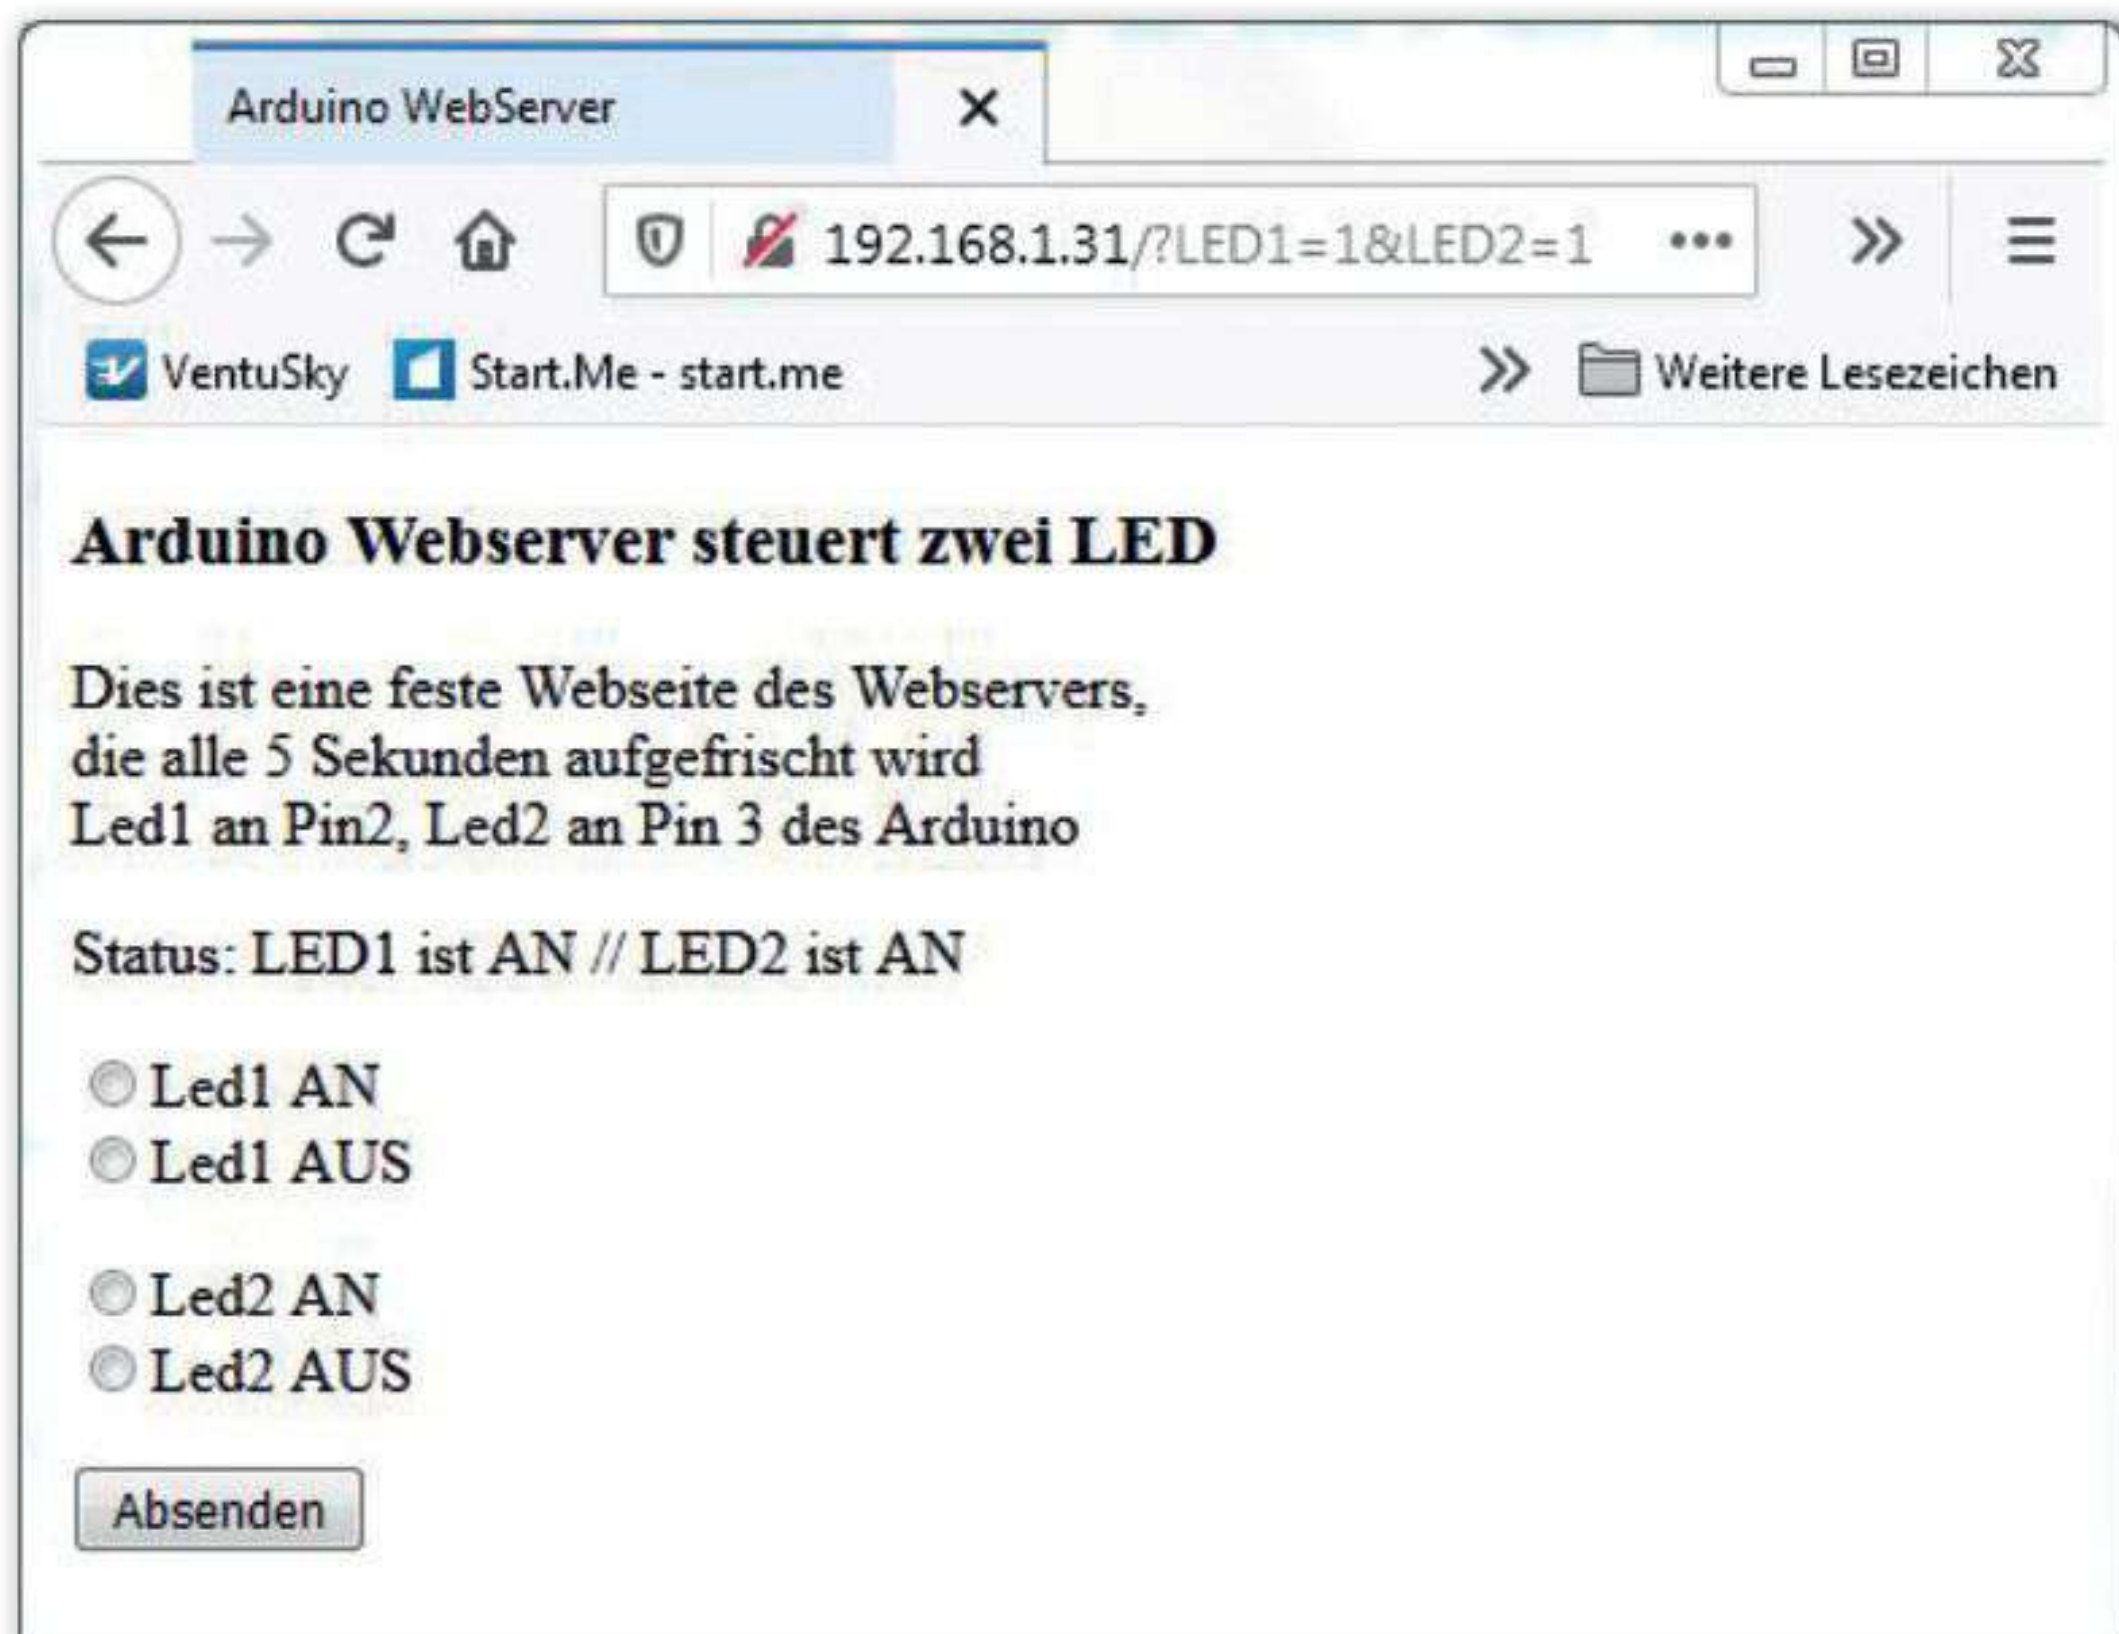 Arduino WebServer
192.168.1.31/?LED1=1&LED2=1
VentuSky Start.Me - start.me Weitere Lesezeichen
Arduino Webserver steuert zwei LED
Dies ist eine feste Webseite des Webservers,
die alle 5 Sekunden aufgefrischt wird
Led1 an Pin2, Led2 an Pin 3 des Arduino
Status: LED1 ist AN // LED2 ist AN
Led1 AN
Led1 AUS
Led2 AN
Led2 AUS
Absenden